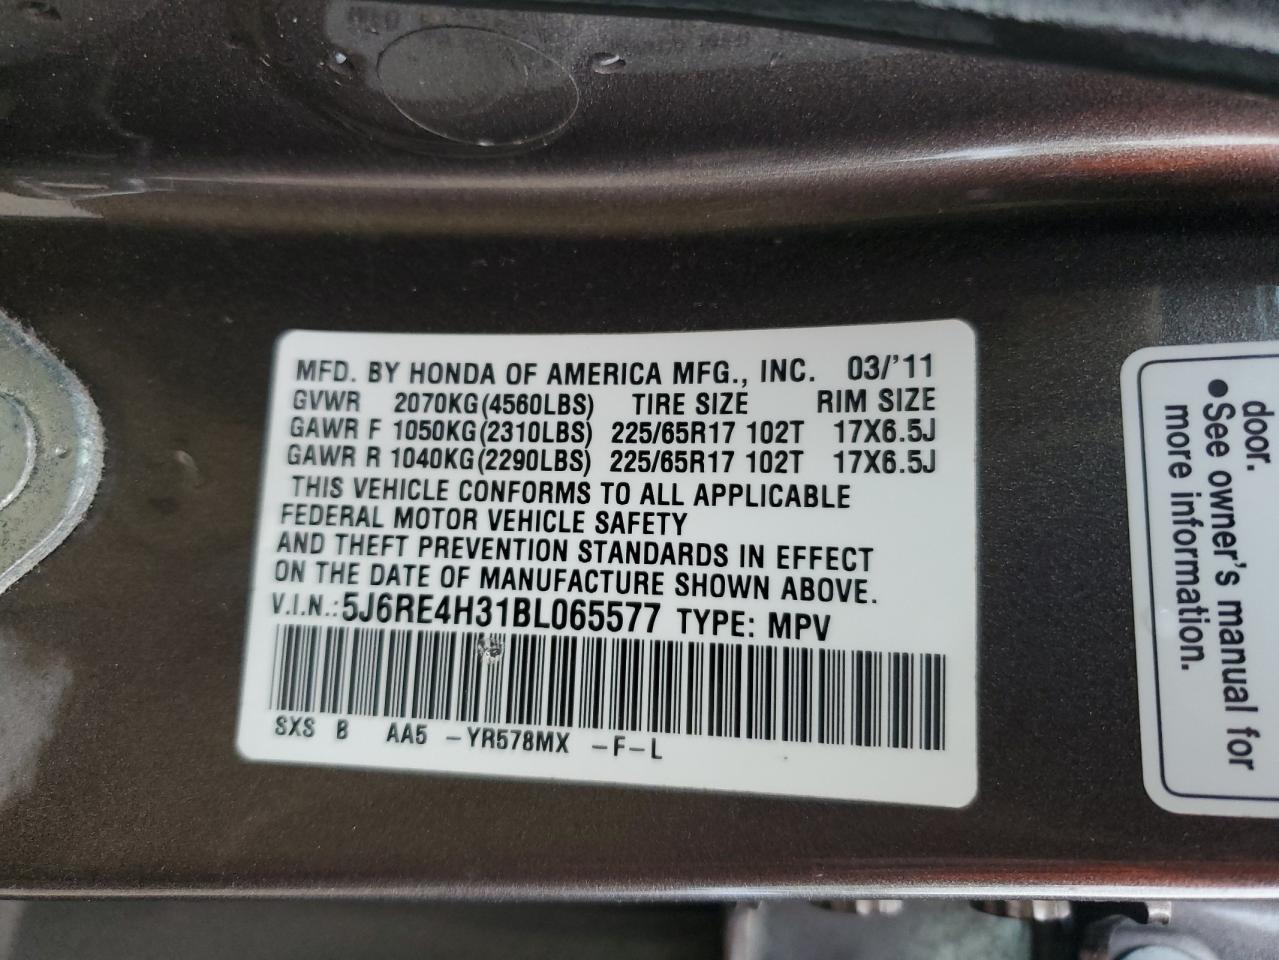 MFD. BY HONDA OF AMERICA MFG., INC. 03/'11
GVWR 2070KG(4560LBS) TIRE SIZE RIM SIZE
GAWR F 1050KG(2310LBS) 225/65R17 102T 17X6.5J
GAWR R 1040KG(2290LBS) 225/65R17 102T 17X6.5J
THIS VEHICLE CONFORMS TO ALL APPLICABLE
FEDERAL MOTOR VEHICLE SAFETY
AND THEFT PREVENTION STANDARDS IN EFFECT
ON THE DATE OF MANUFACTURE SHOWN ABOVE.
V.I.N.: 5J6RE4H31BL065577 TYPE: MPV
SXS B AA5 -YR578MX -F-L
door.
● See owner's manual for
more information.